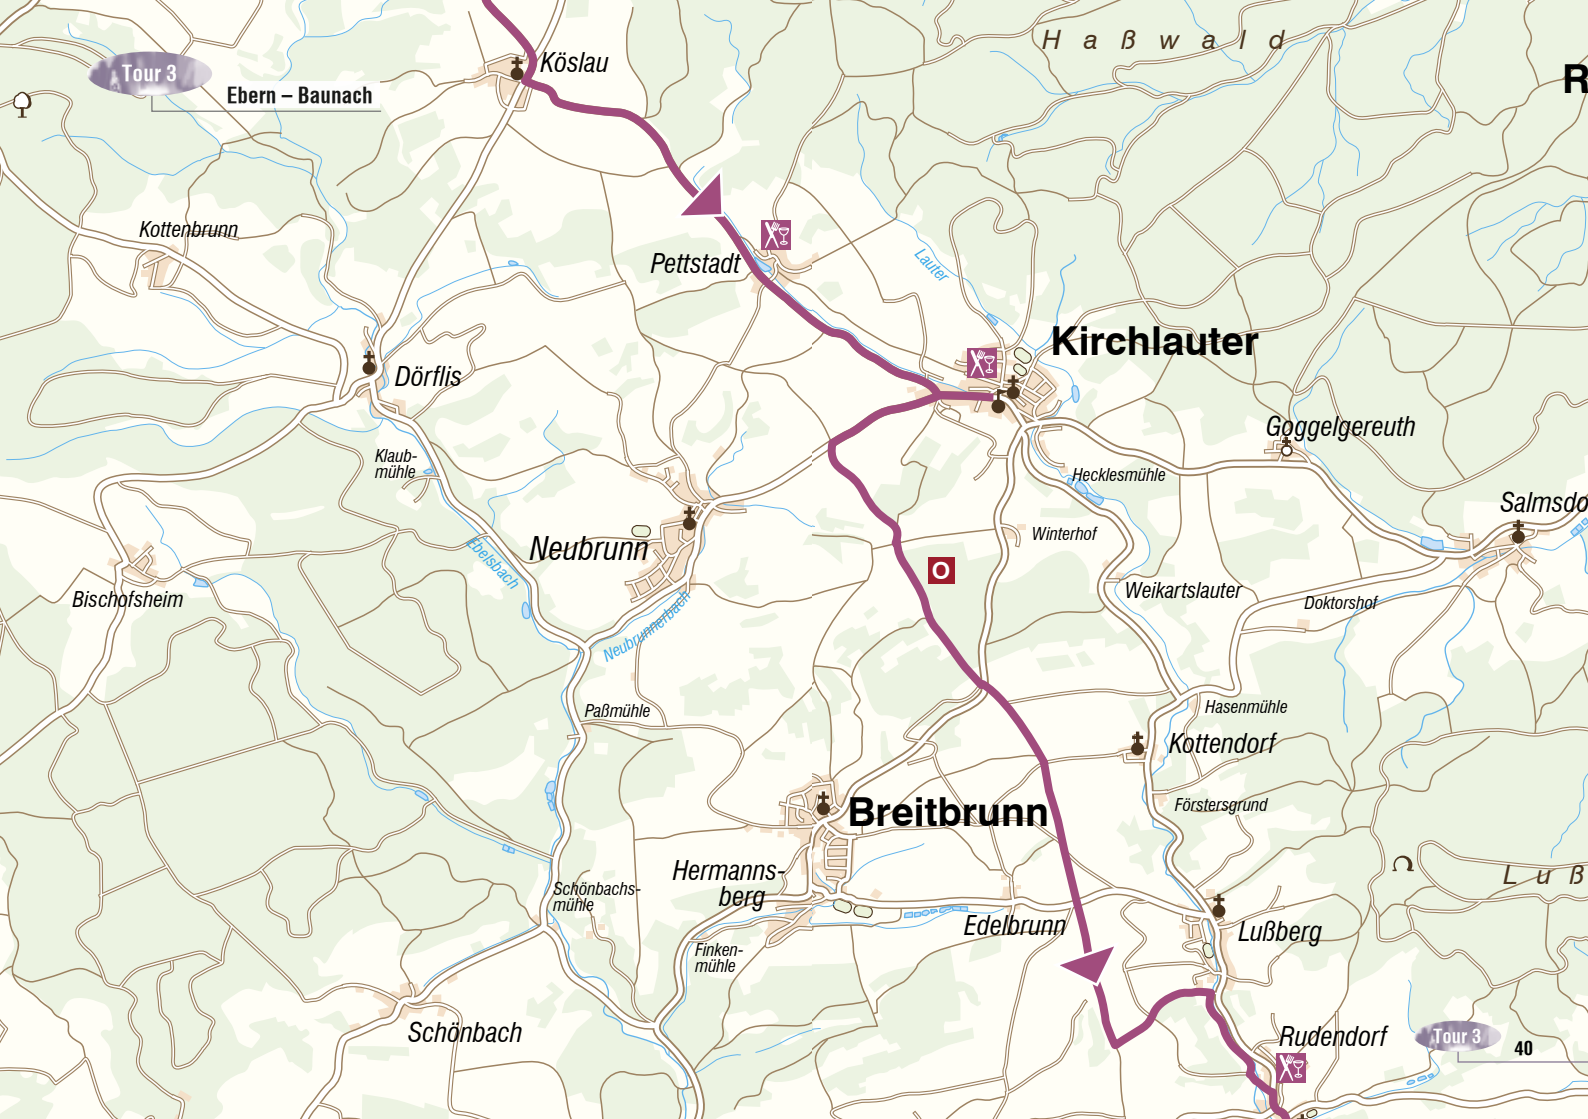 Haßwald
Köslau
Tour 3
R
Ebern – Baunach
Kottenbrunn
Pettstadt
Lauter
Kirchlauter
Dörflis
Goggelgereuth
Klaub-
mühle
Hecklesmühle
Salmsdo
Winterhof
Neubrunn
Ebelsbach
O
Weikartslauter
Bischofsheim
Doktorshof
Neubrunnerbach
Paßmühle
Hasenmühle
Kottendorf
Förstersgrund
Breitbrunn
Hermanns-
berg
Luß
Schönbachs-
mühle
Edelbrunn
Lußberg
Finken-
mühle
Schönbach
Rudendorf
Tour 3
40